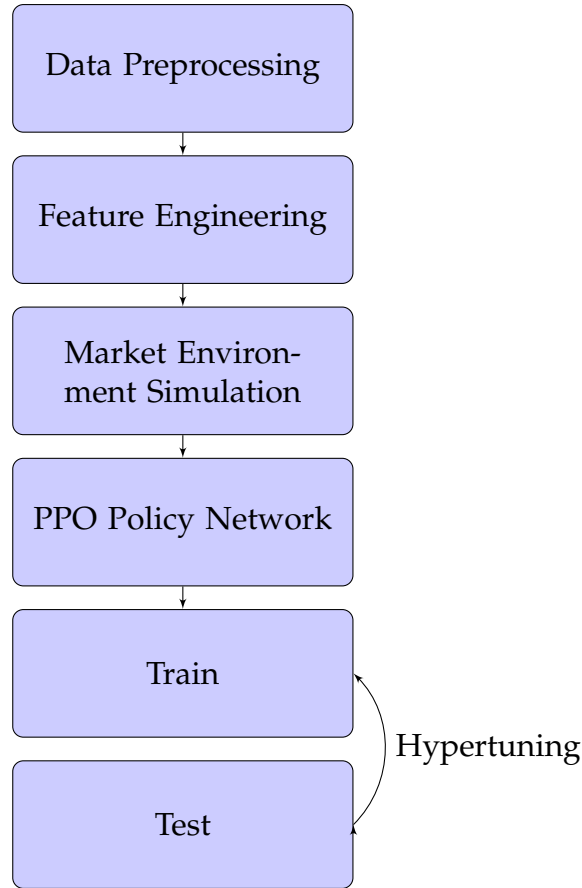 Data Preprocessing
Feature Engineering
Market Environ-
ment Simulation
PPO Policy Network
Train
Hypertuning
Test